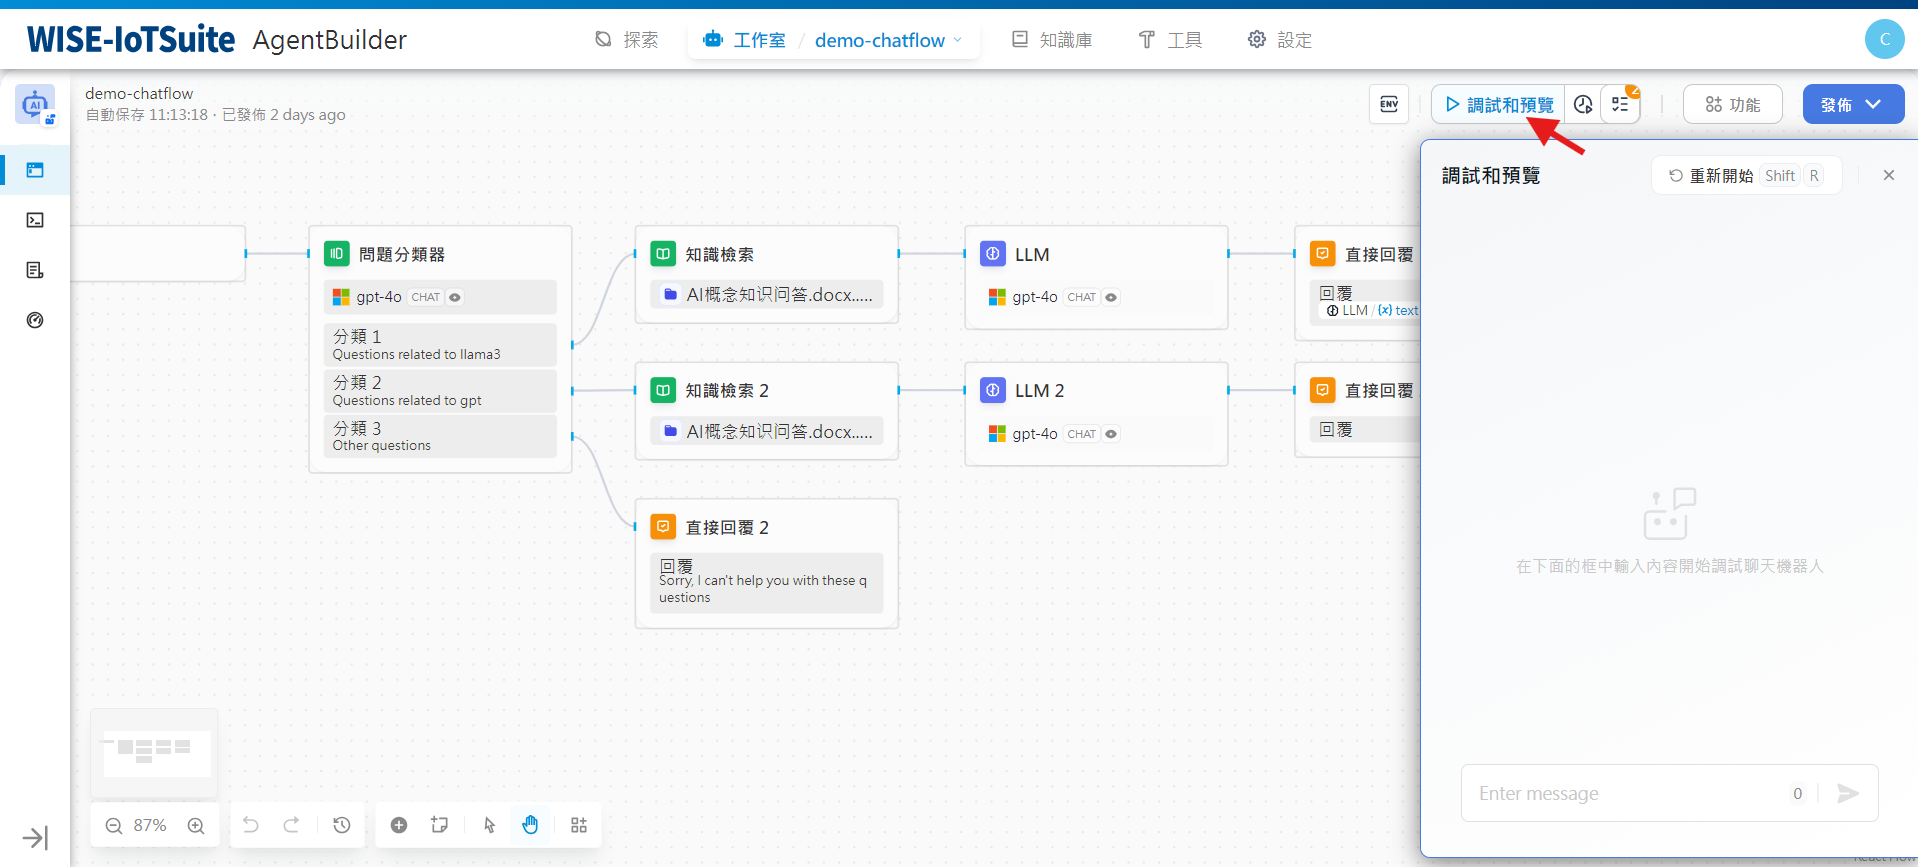 WISE-IoTSuite AgentBuilder
探索
工作室 / demo-chatflow
知識庫
工具
設定
C
demo-chatflow
自動保存 11:13:18 · 已發佈 2 days ago
ENV
調試和預覽
功能
發佈
調試和預覽
重新開始 Shift R
問題分類器
gpt-4o CHAT
分類 1
Questions related to llama3
分類 2
Questions related to gpt
分類 3
Other questions
知識檢索
AI概念知识问答.docx.....
LLM
gpt-4o CHAT
直接回覆
回覆
LLM / {x} text
知識檢索 2
AI概念知识问答.docx.....
LLM 2
gpt-4o CHAT
直接回覆
回覆
直接回覆 2
回覆
Sorry, I can't help you with these q
uestions
在下面的框中輸入內容開始調試聊天機器人
Enter message 0
87%
React Flow